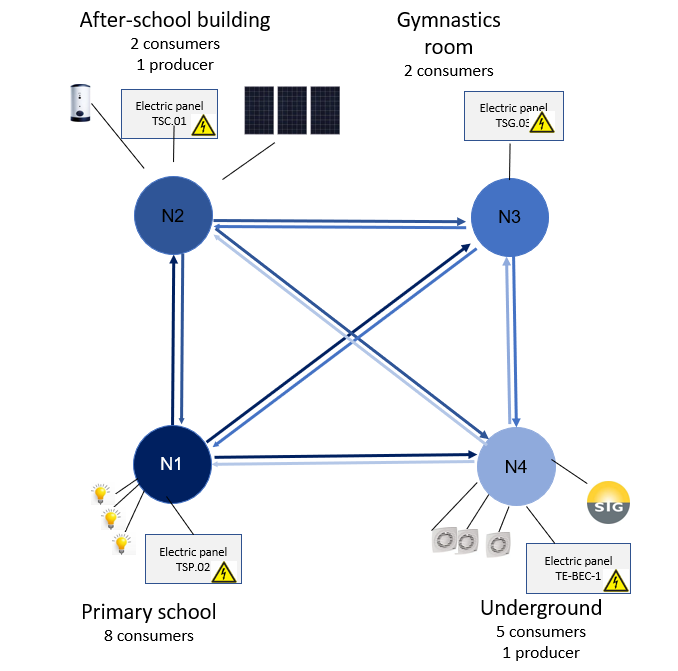 After-school building
2 consumers
1 producer
Gymnastics
room
2 consumers
Electric panel
TSC.01
Electric panel
TSG.03
N2
N3
N1
N4
SIG
Electric panel
TSP.02
Electric panel
TE-BEC-1
Primary school
8 consumers
Underground
5 consumers
1 producer